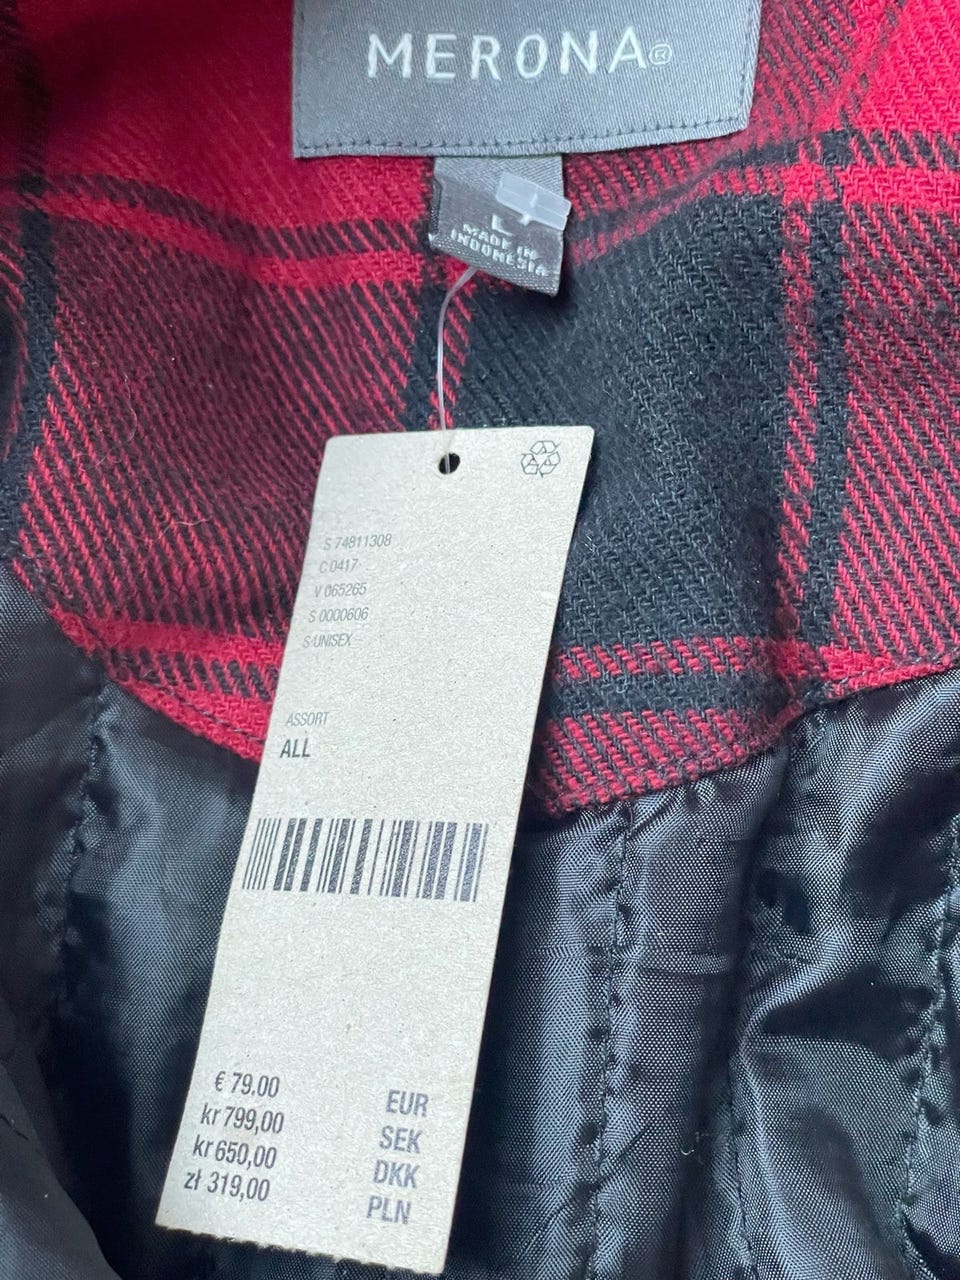 MERONA®
L
MADE IN
INDONESIA
S 74811308
C 0417
V 065265
S 0000606
S/UNISEX
ASSORT
ALL
€ 79.00 EUR
kr 799,00 SEK
kr 650,00 DKK
zł 319,00 PLN